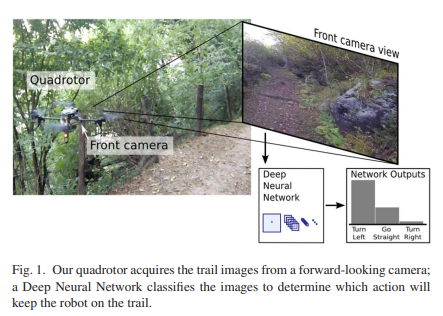 Front camera view
Quadrotor
Front camera
Deep
Neural
Network
Network Outputs
Turn Left
Go Straight
Turn Right
Fig. 1. Our quadrotor acquires the trail images from a forward-looking camera;
a Deep Neural Network classifies the images to determine which action will
keep the robot on the trail.